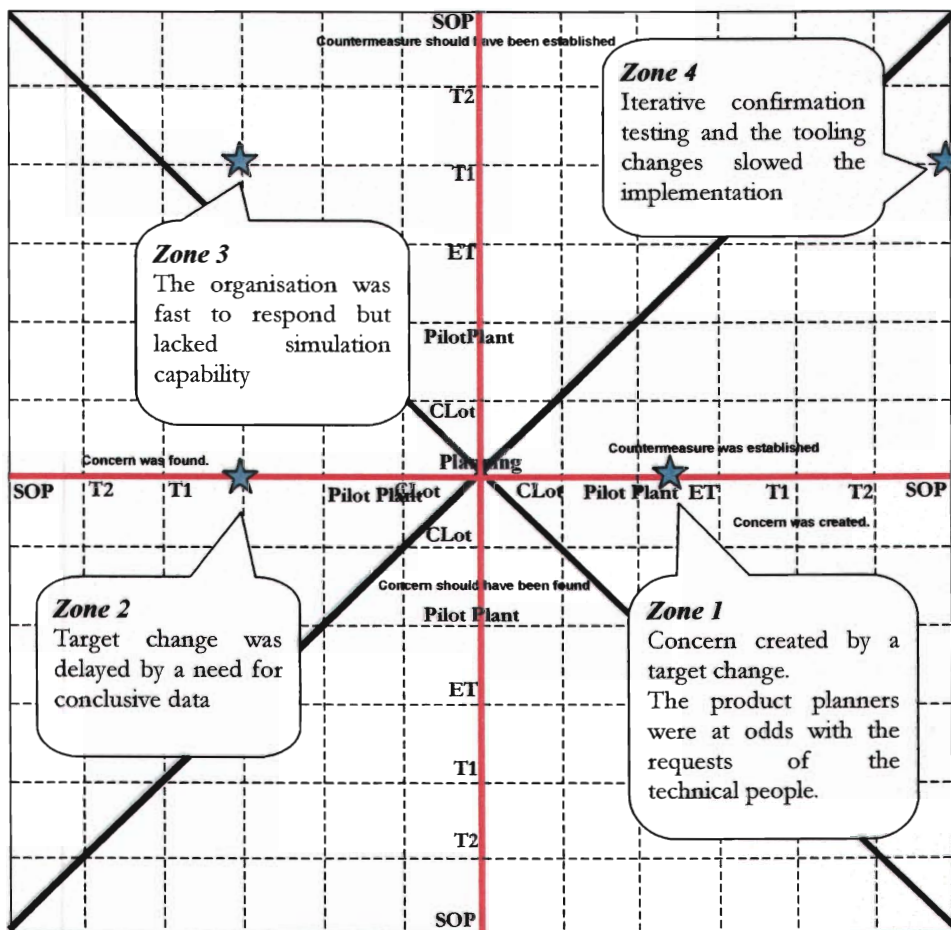 SOP
Countermeasure should have been established
T2
T1
ET
PilotPlant
CLot
Planning
Zone 4
Iterative confirmation
testing and the tooling
changes slowed the
implementation
Zone 3
The organisation was
fast to respond but
lacked simulation
capability
Concern was found.
Countermeasure was established
SOP T2 T1 Pilot Plant CLot CLot Pilot Plant ET T1 T2 SOP
Concern was created.
CLot
Concern should have been found
Pilot Plant
ET
T1
T2
SOP
Zone 2
Target change was
delayed by a need for
conclusive data
Zone 1
Concern created by a
target change.
The product planners
were at odds with the
requests of the
technical people.